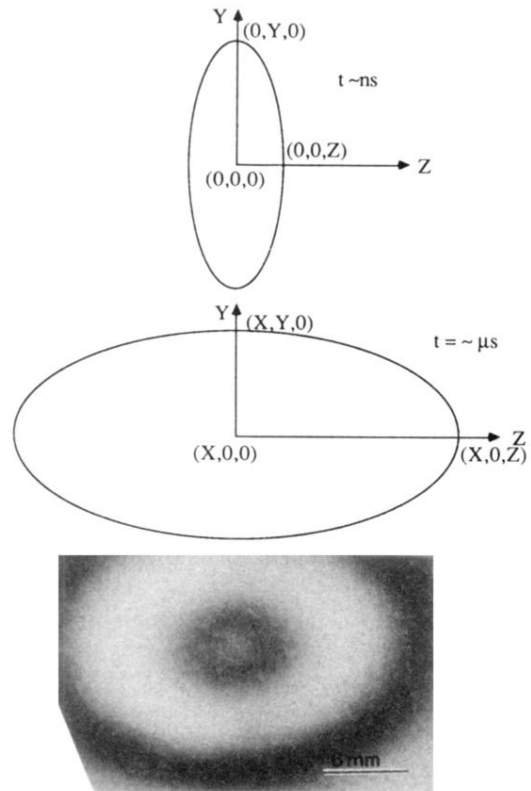 Y
(0,Y,0)
t ~ns
(0,0,Z)
(0,0,0)
Z
Y
(X,Y,0)
t = ~ μs
Z
(X,0,0)
(X,0,Z)
mm